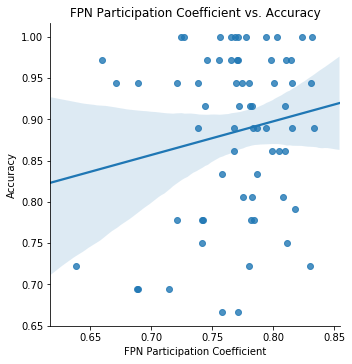 FPN Participation Coefficient vs. Accuracy
1.00
0.95
0.90
0.85
0.80
0.75
0.70
0.65
Accuracy
0.65 0.70 0.75 0.80 0.85
FPN Participation Coefficient